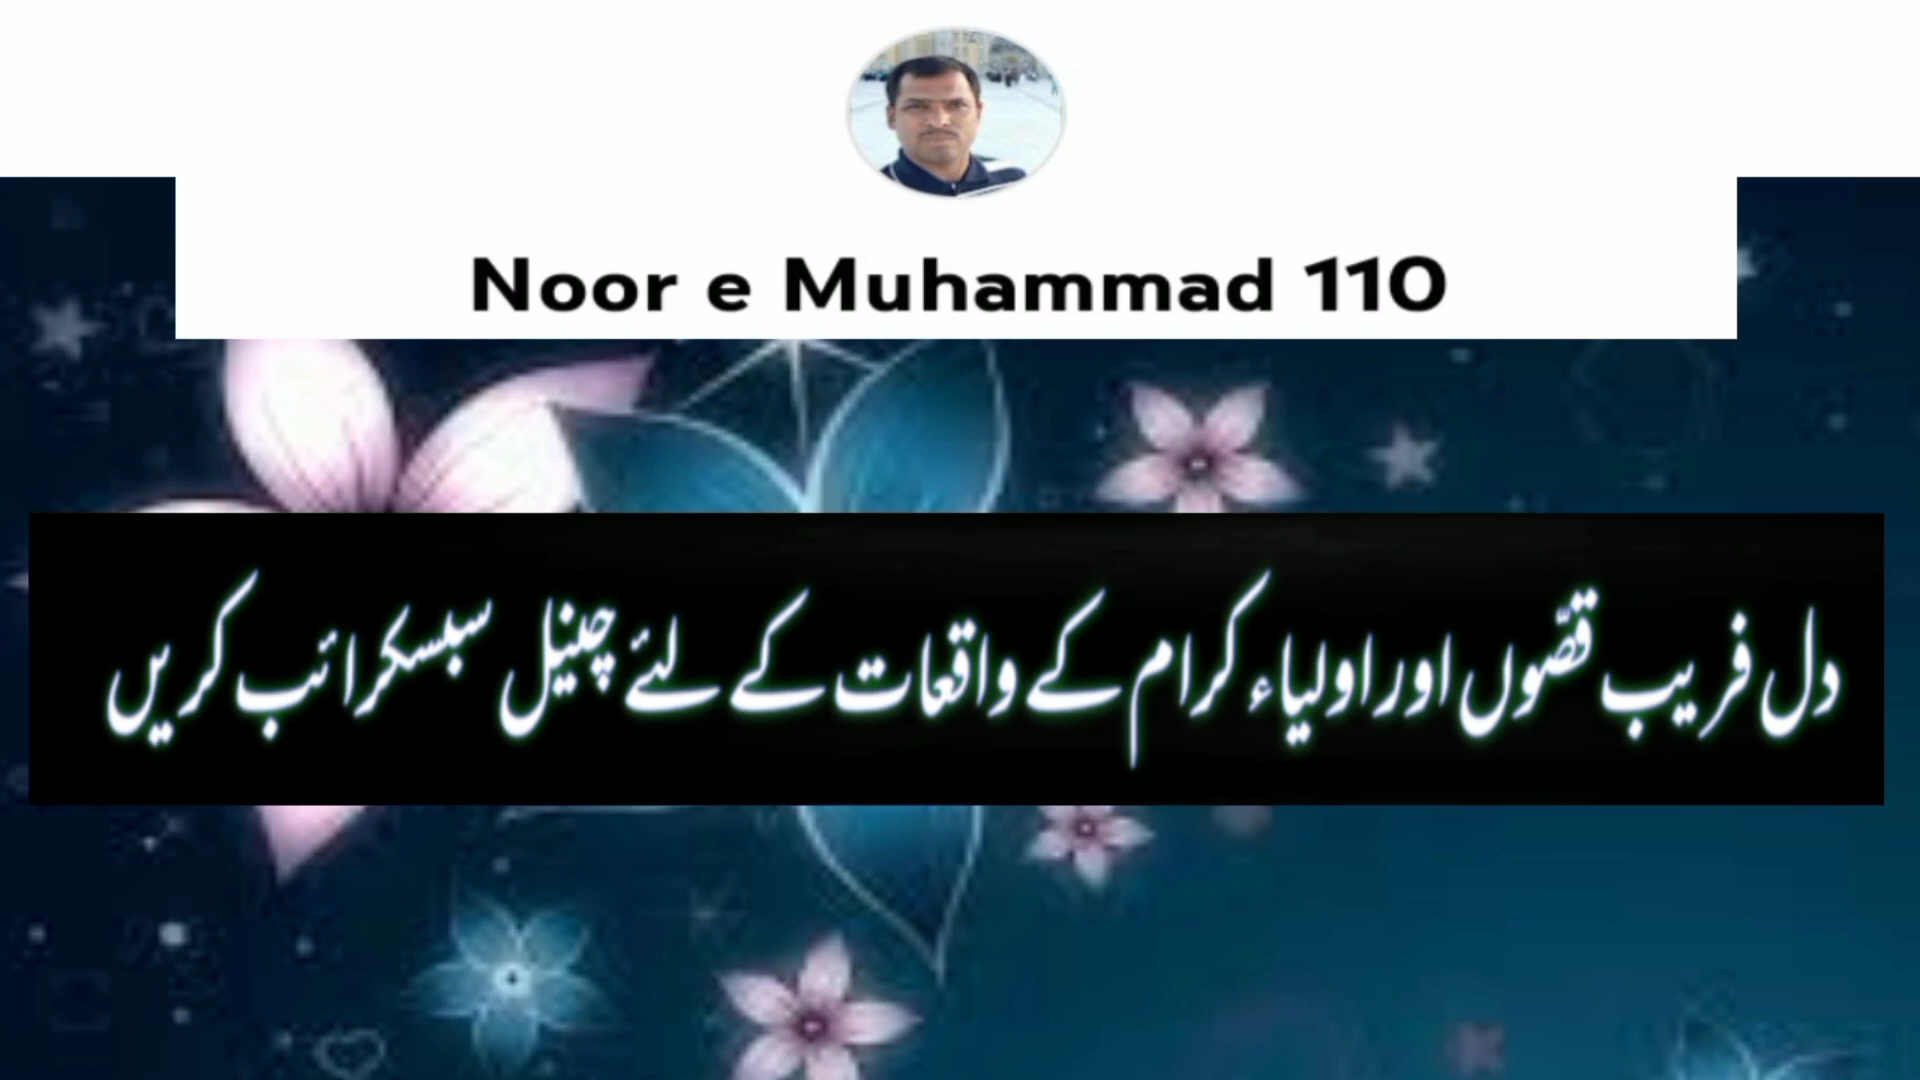 Noor e Muhammad 110
دل فریب قصّوں اور اولیاء کرام کے واقعات کے لئے چینل سبسکرائب کریں